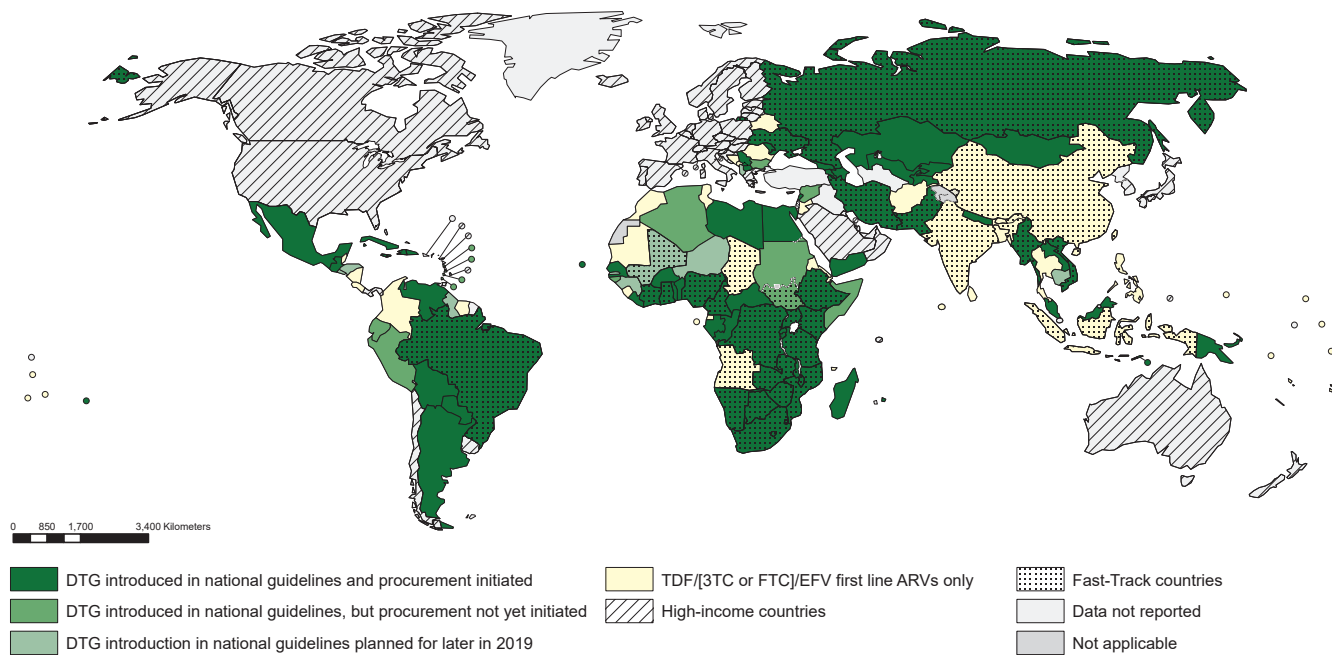 0 850 1,700 3,400 Kilometers
DTG introduced in national guidelines and procurement initiated
DTG introduced in national guidelines, but procurement not yet initiated
DTG introduction in national guidelines planned for later in 2019
TDF/[3TC or FTC]/EFV first line ARVs only
High-income countries
Fast-Track countries
Data not reported
Not applicable